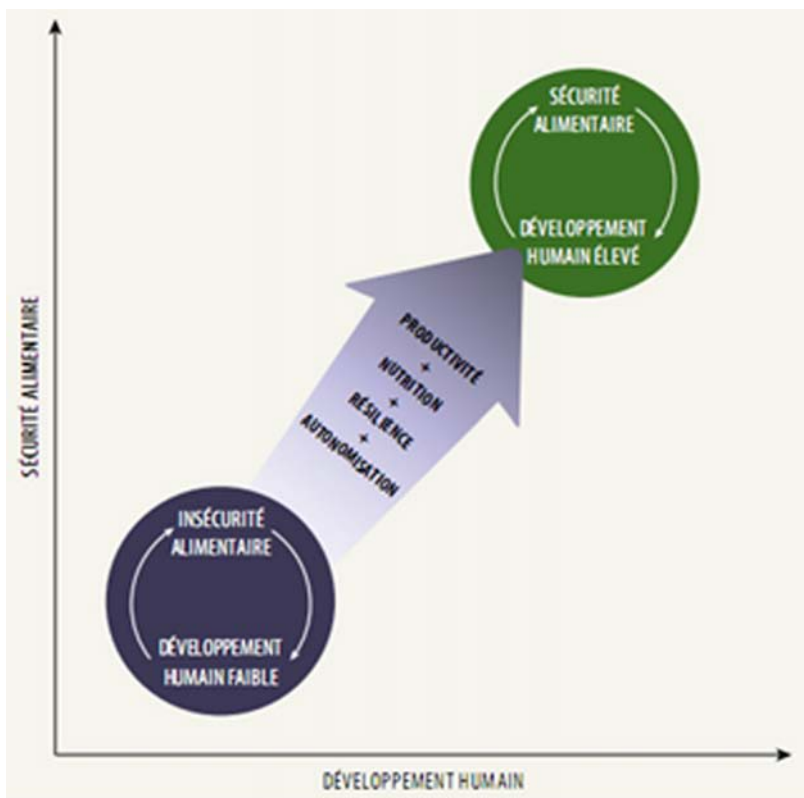 SÉCURITÉ
ALIMENTAIRE
DÉVELOPPEMENT
HUMAIN ÉLEVÉ
PRODUCTIVITÉ
+
NUTRITION
+
RÉSILIENCE
+
AUTONOMISATION
INSÉCURITÉ
ALIMENTAIRE
DÉVELOPPEMENT
HUMAIN FAIBLE
SÉCURITÉ ALIMENTAIRE
DÉVELOPPEMENT HUMAIN